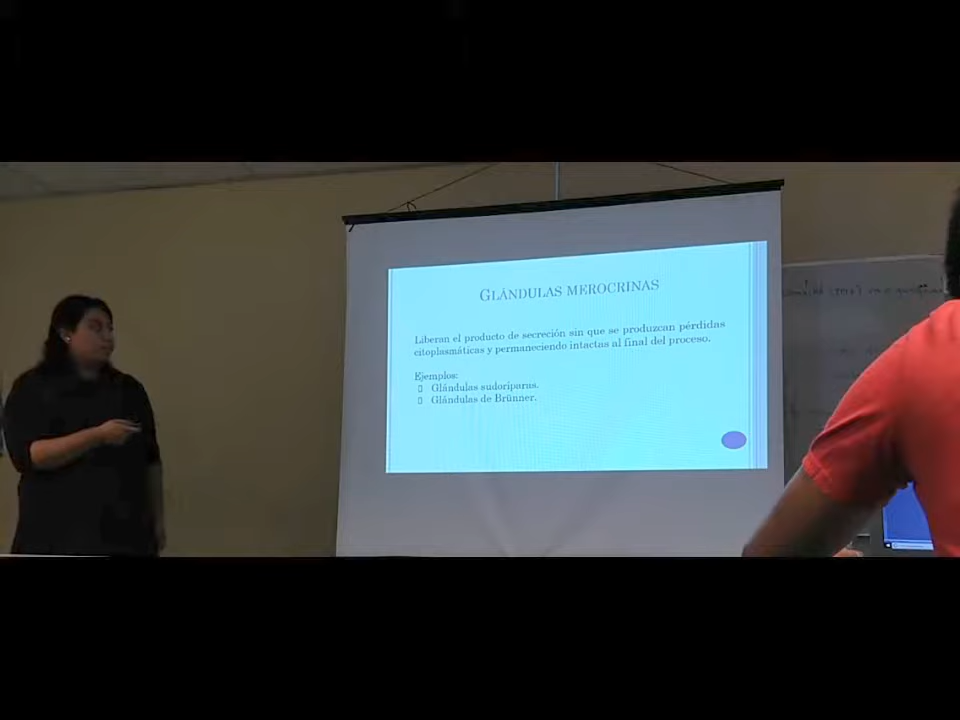 GLÁNDULAS MEROCRINAS
Liberan el producto de secreción sin que se produzcan pérdidas
citoplasmáticas y permaneciendo intactas al final del proceso.
Ejemplos:
Glándulas sudoríparas.
Glándulas de Brünner.